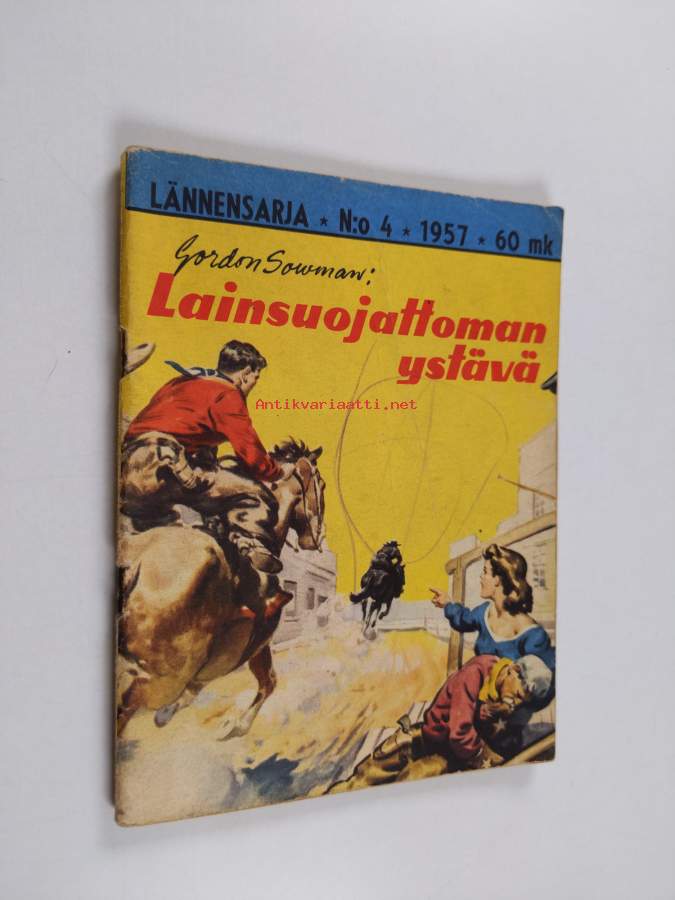 LÄNNENSARJA ★ N:o 4 ★ 1957 ★ 60 mk
Gordon Sowman:
Lainsuojattoman
ystävä
Antikvariaatti.net